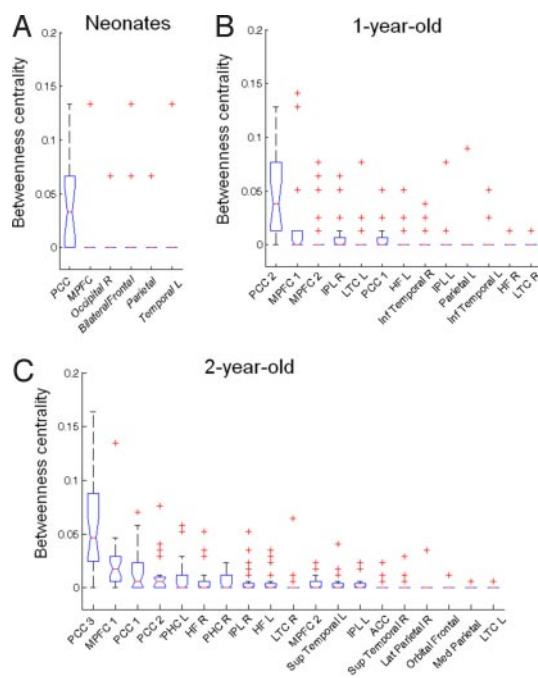 A
Neonates
Betweenness centrality
0.2
0.15
0.1
0.05
0
PCC
MPFC
Occipital R
Bilateral Frontal
Parietal
Temporal L
B
1-year-old
Betweenness centrality
0.2
0.15
0.1
0.05
0
PCC 2
MPFC 1
MPFC 2
IPL R
LTC L
PCC 1
HF L
Inf Temporal R
IPL L
Parietal L
Inf Temporal L
HF R
LTC R
C
2-year-old
Betweenness centrality
0.2
0.15
0.1
0.05
0
PCC 3
MPFC 1
PCC 1
PCC 2
'PHC L
HF R
PHC R
IPL R
HF L
LTC R
MPFC 2
Sup Temporal L
IPL L
ACC
Sup Temporal R
Lat Parietal R
Orbital Frontal
Med Parietal
LTC L